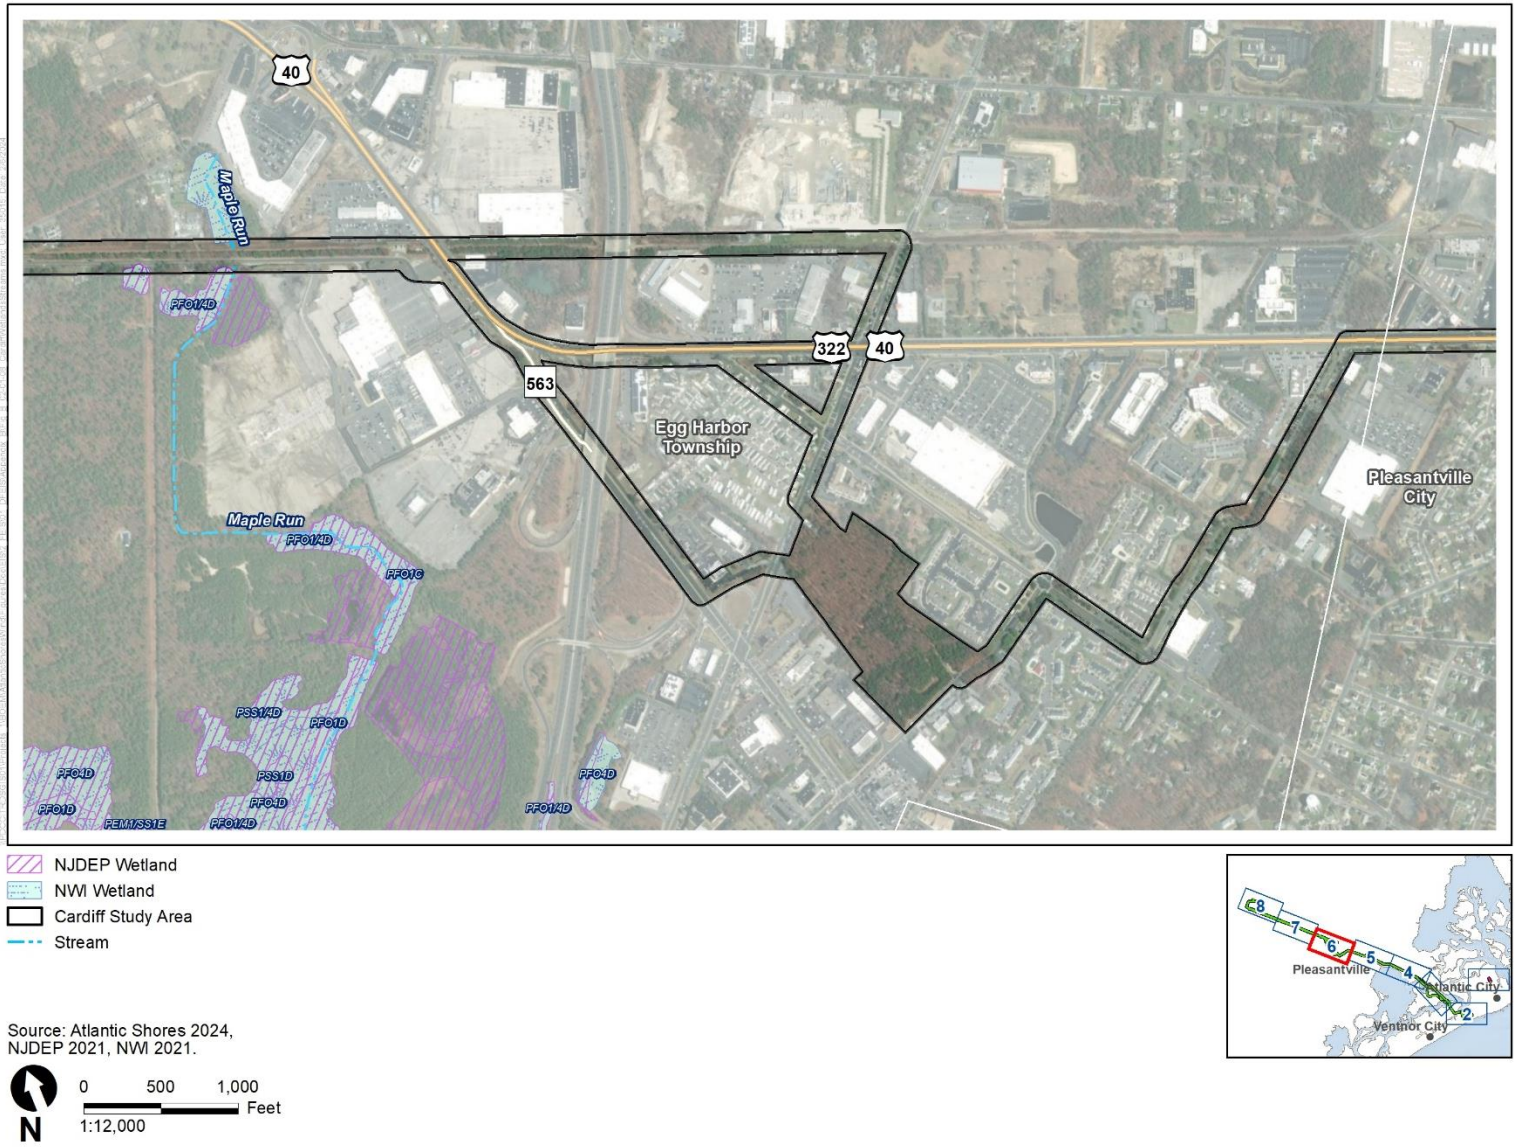 40
Maple Run
PFO1/4D
322
40
563
Egg Harbor
Township
Pleasantville
City
Maple Run
PFO1/4D
PFO1C
PSS1/4D
PFO1D
PFO4D
PSS1D
PFO4D
PFO1D
PFO4D
PEM1/SS1E
PFO1/4D
PFO1/4D
NJDEP Wetland
NWI Wetland
Cardiff Study Area
Stream
8
7
6
5
Pleasantville
4
Atlantic City
2
Ventnor City
Source: Atlantic Shores 2024,
NJDEP 2021, NWI 2021.
0 500 1,000
Feet
1:12,000
N